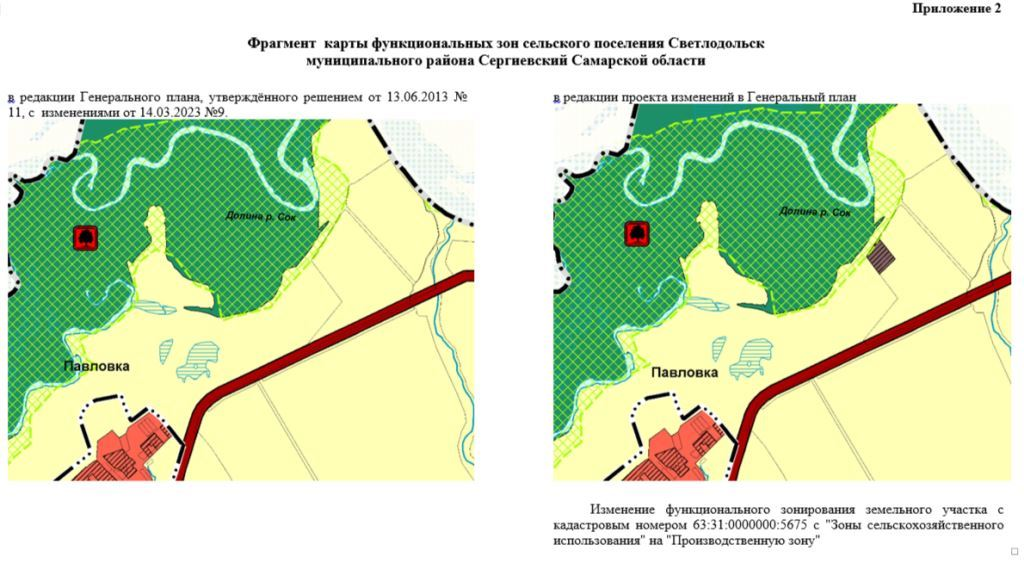 Приложение 2
Фрагмент карты функциональных зон сельского поселения Светлодольск
муниципального района Сергиевский Самарской области
в редакции Генерального плана, утверждённого решением от 13.06.2013 №
11, с изменениями от 14.03.2023 №9.
в редакции проекта изменений в Генеральный план
Долина р. Сок
Павловка
Долина р. Сок
Павловка
Изменение функционального зонирования земельного участка с
кадастровым номером 63:31:0000000:5675 с "Зоны сельскохозяйственного
использования" на "Производственную зону"